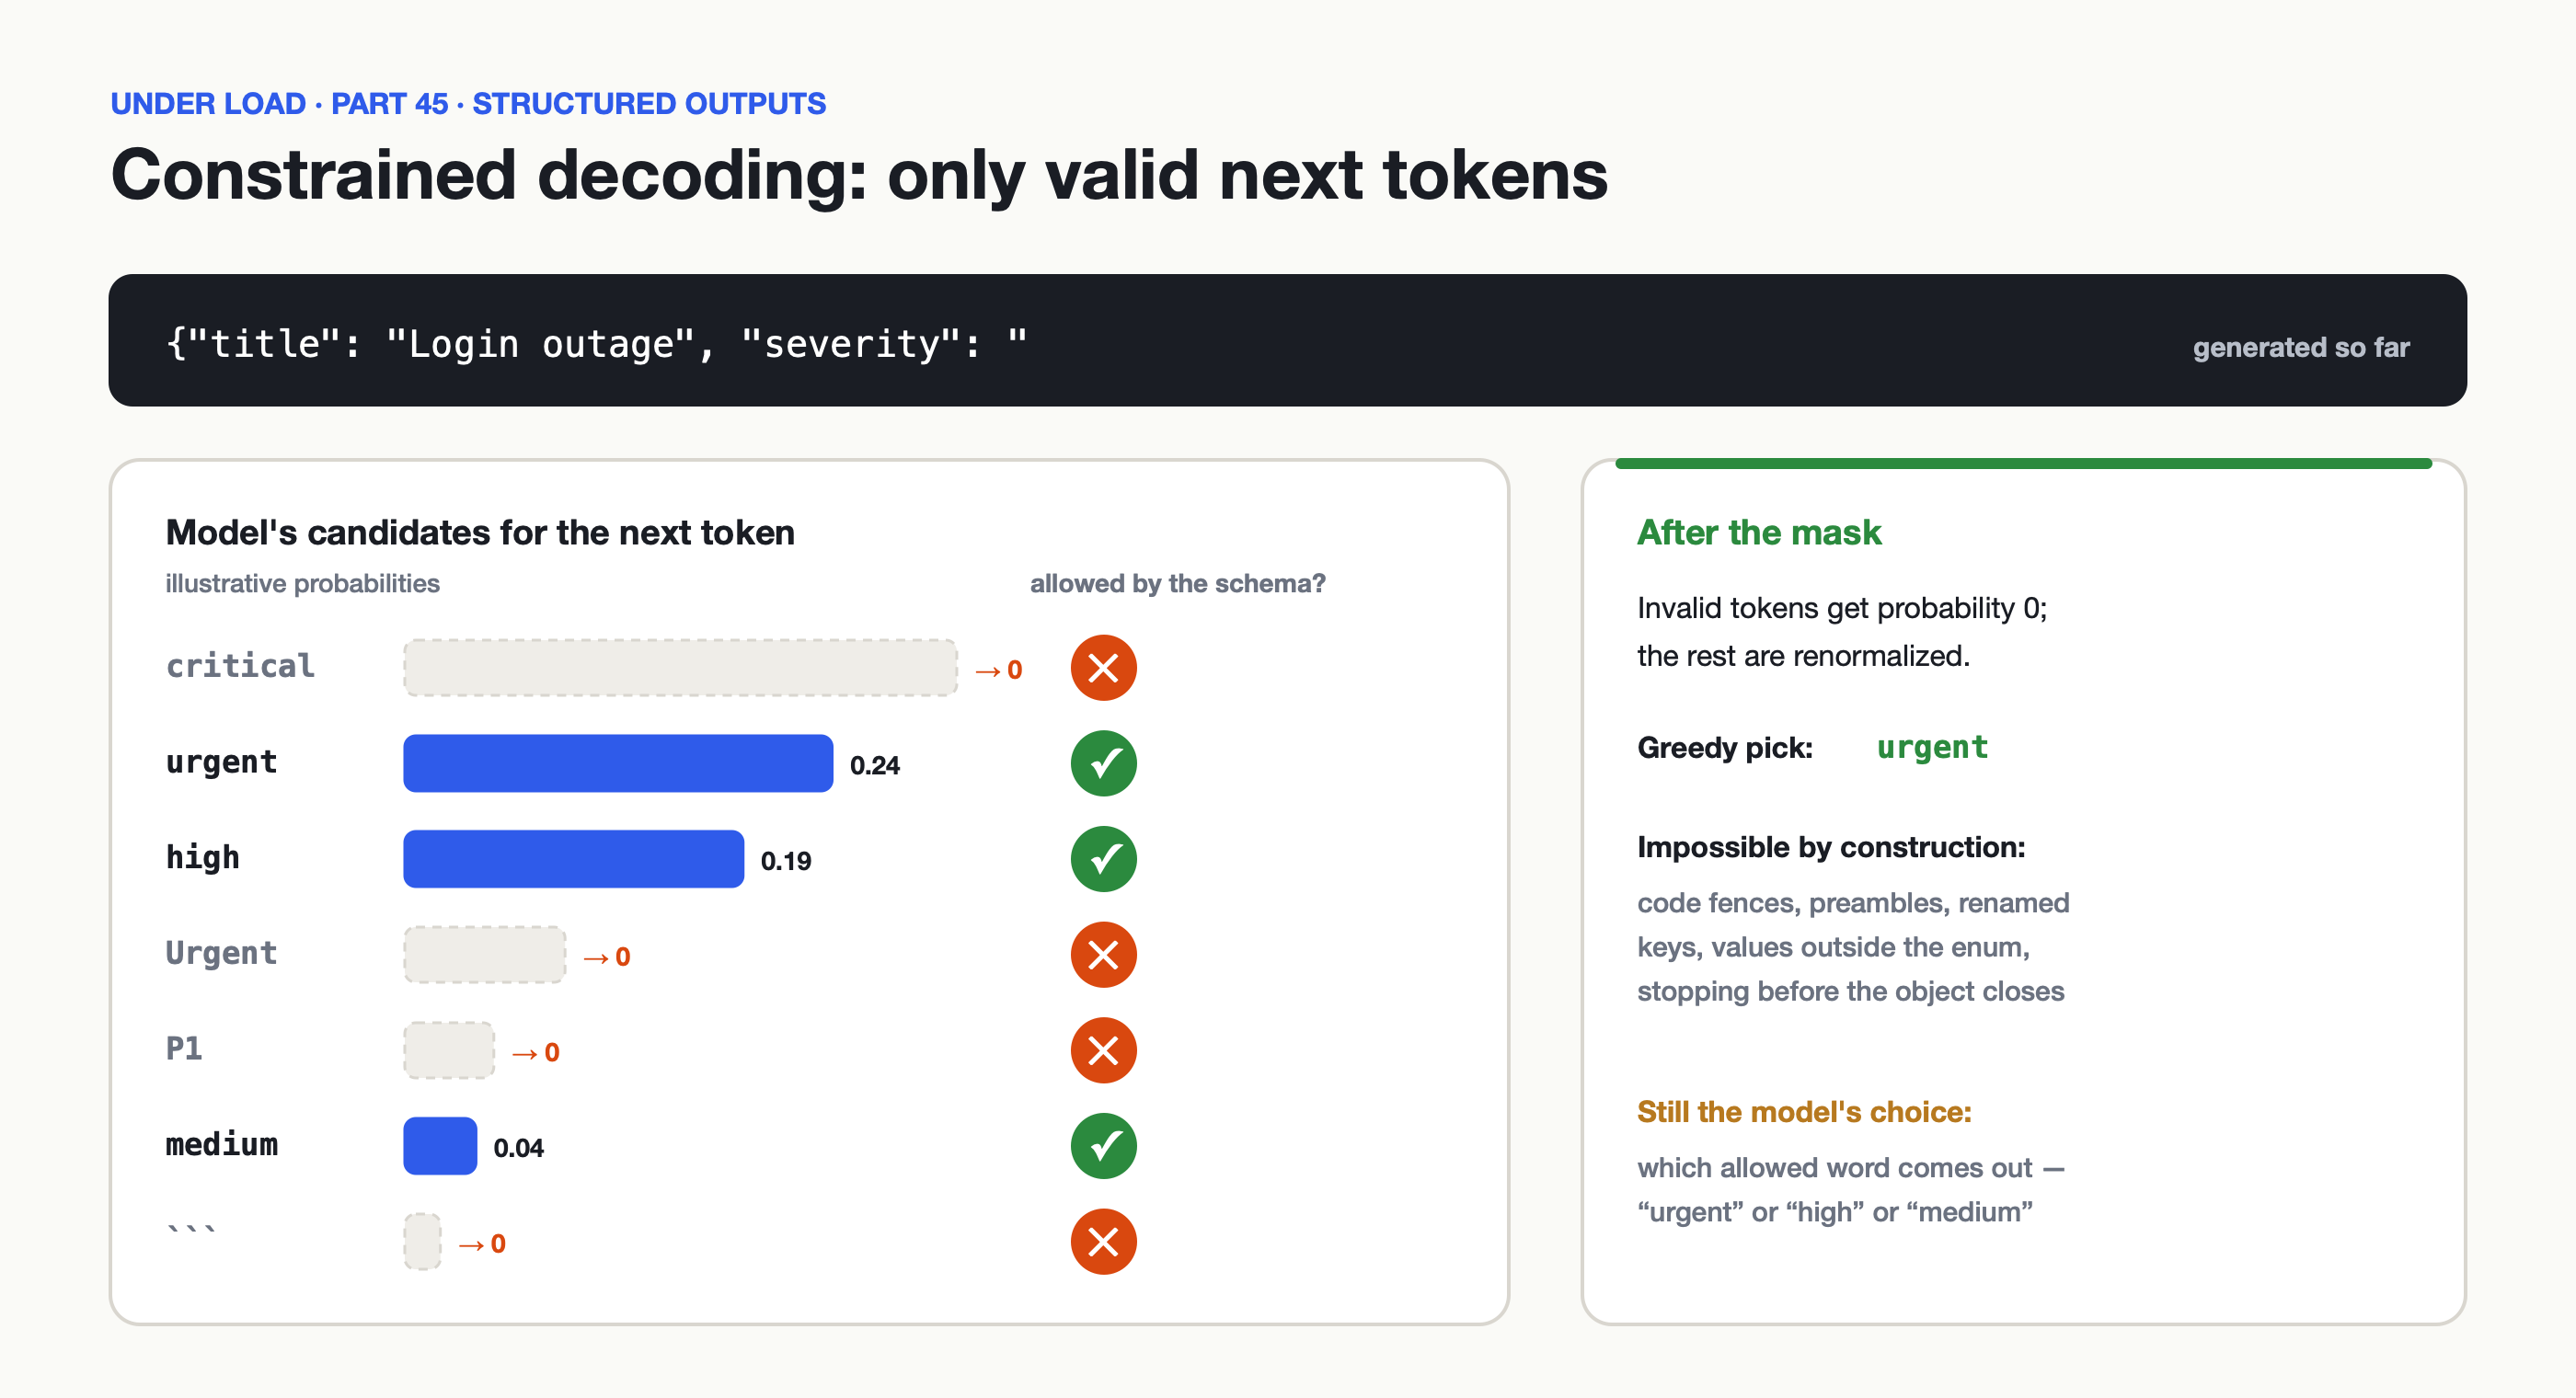 UNDER LOAD · PART 45 · STRUCTURED OUTPUTS
Constrained decoding: only valid next tokens
{"title": "Login outage", "severity": "
generated so far
Model's candidates for the next token
illustrative probabilities
allowed by the schema?
critical → 0
urgent 0.24
high 0.19
Urgent → 0
P1 → 0
medium 0.04
``` → 0
After the mask
Invalid tokens get probability 0;
the rest are renormalized.
Greedy pick: urgent
Impossible by construction:
code fences, preambles, renamed
keys, values outside the enum,
stopping before the object closes
Still the model's choice:
which allowed word comes out —
“urgent” or “high” or “medium”